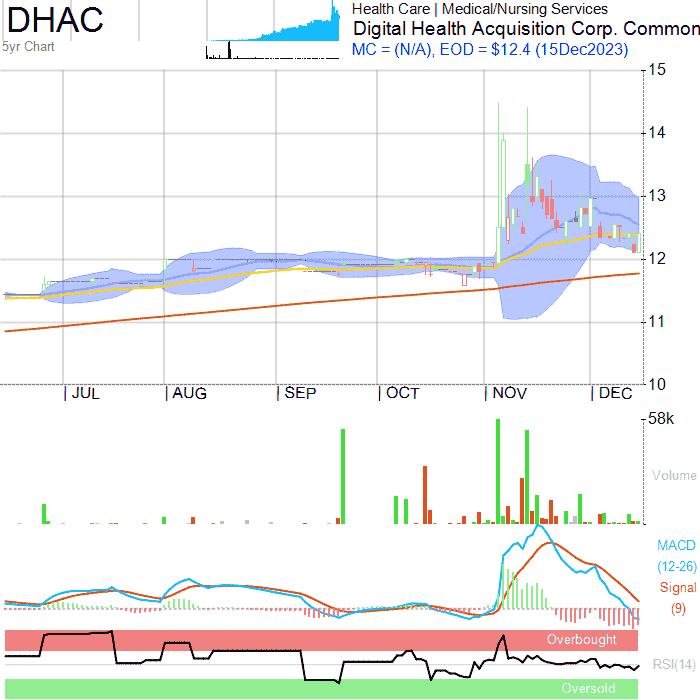 DHAC
5yr Chart
Health Care | Medical/Nursing Services
Digital Health Acquisition Corp. Common
MC = (N/A), EOD = $12.4 (15Dec2023)
15
14
13
12
11
10
JUL AUG SEP OCT NOV DEC
58k
Volume
MACD
(12-26)
Signal
(9)
Overbought
RSI(14)
Oversold